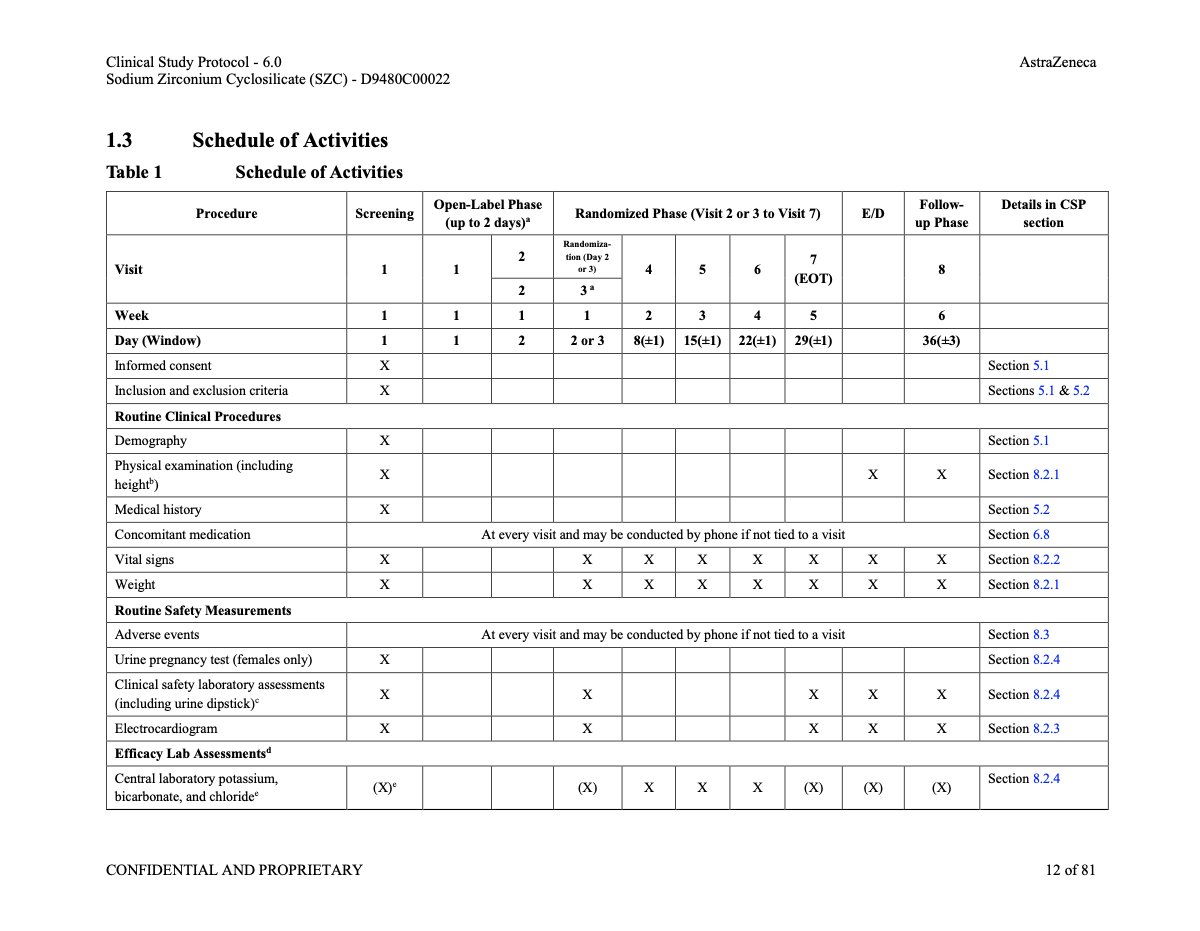 Clinical Study Protocol - 6.0
AstraZeneca
Sodium Zirconium Cyclosilicate (SZC) - D9480C00022
1.3 Schedule of Activities
Table 1 Schedule of Activities
Procedure Screening Open-Label Phase (up to 2 days)a Randomized Phase (Visit 2 or 3 to Visit 7) E/D Follow-up Phase Details in CSP section
Visit 1 1 2 Randomiza-tion (Day 2 or 3) 4 5 6 7 (EOT) 8
2 3 a
Week 1 1 1 1 2 3 4 5 6
Day (Window) 1 1 2 2 or 3 8(±1) 15(±1) 22(±1) 29(±1) 36(±3)
Informed consent X Section 5.1
Inclusion and exclusion criteria X Sections 5.1 & 5.2
Routine Clinical Procedures
Demography X Section 5.1
Physical examination (including
heightb) X X X Section 8.2.1
Medical history X Section 5.2
Concomitant medication At every visit and may be conducted by phone if not tied to a visit Section 6.8
Vital signs X X X X X X X X Section 8.2.2
Weight X X X X X X X X Section 8.2.1
Routine Safety Measurements
Adverse events At every visit and may be conducted by phone if not tied to a visit Section 8.3
Urine pregnancy test (females only) X Section 8.2.4
Clinical safety laboratory assessments
(including urine dipstick)c X X X X X Section 8.2.4
Electrocardiogram X X X X X Section 8.2.3
Efficacy Lab Assessmentsd
Central laboratory potassium,
bicarbonate, and chloridee (X)e (X) X X X (X) (X) (X) Section 8.2.4
CONFIDENTIAL AND PROPRIETARY
12 of 81